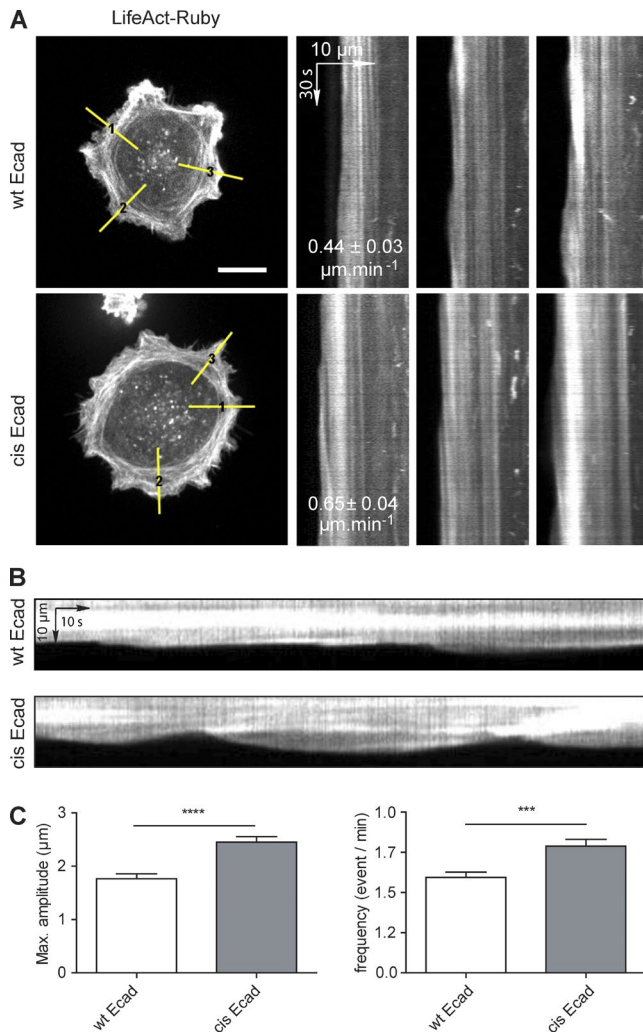 A
LifeAct-Ruby
wt Ecad
1
2
3
10 µm
30 s
0.44 ± 0.03
µm.min-1
cis Ecad
3
1
2
0.65± 0.04
µm.min-1
B
wt Ecad
10 µm
10 s
cis Ecad
C
Max. amplitude (µm)
3
2
1
0
****
wt Ecad
cis Ecad
frequency (event / min)
1.0
1.7
1.5
1.2
0.0
***
wt Ecad
cis Ecad